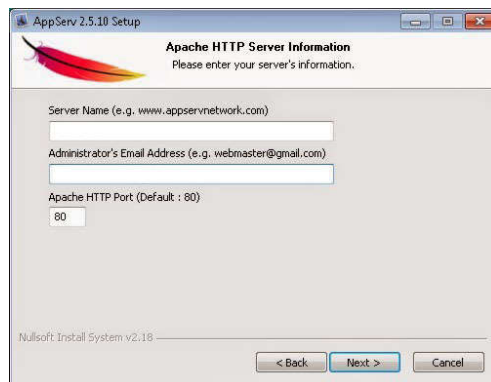 AppServ 2.5.10 Setup
Apache HTTP Server Information
Please enter your server's information.
Server Name (e.g. www.appservnetwork.com)
Administrator's Email Address (e.g. webmaster@gmail.com)
Apache HTTP Port (Default : 80)
80
Nullsoft Install System v2.18
< Back
Next >
Cancel